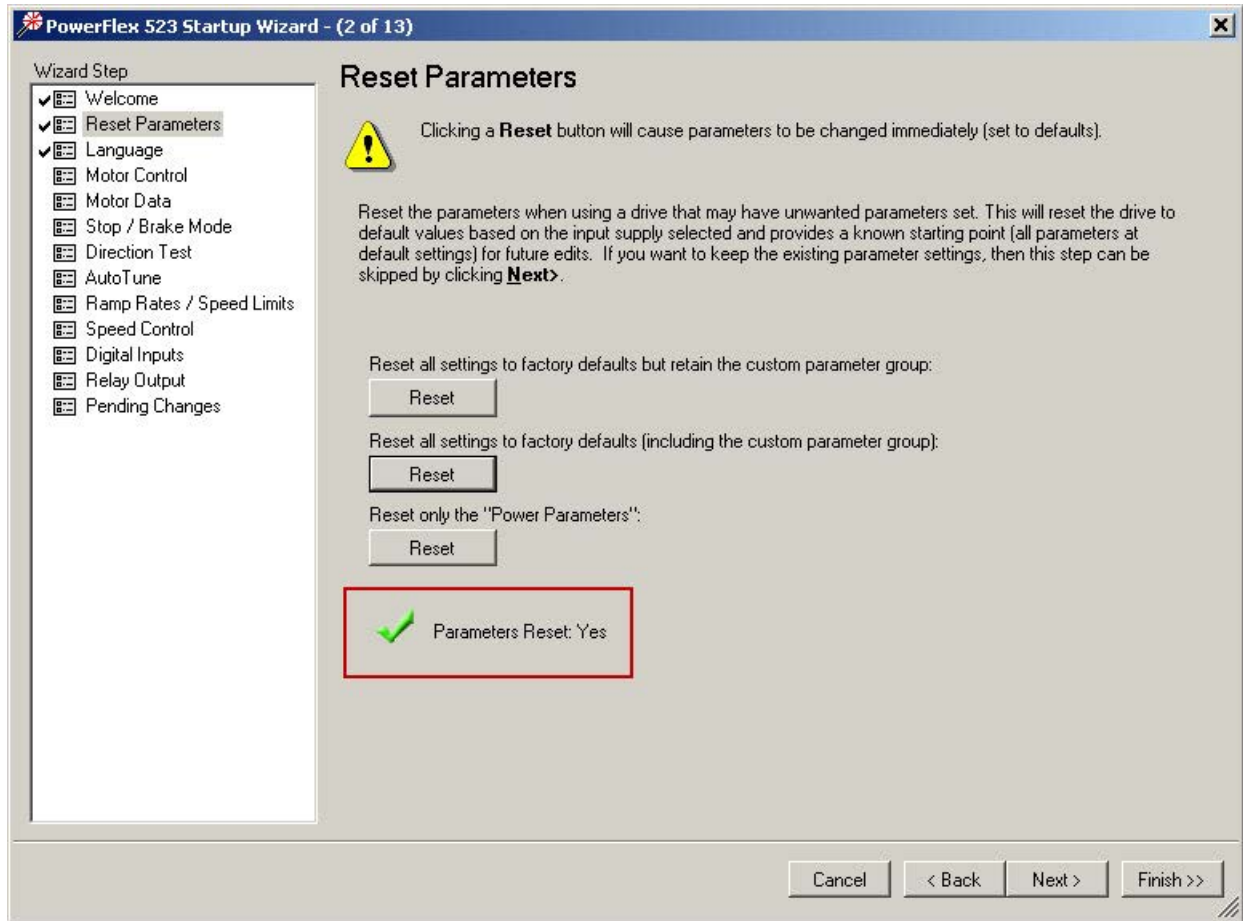 PowerFlex 523 Startup Wizard - (2 of 13)
Wizard Step
Welcome
Reset Parameters
Language
Motor Control
Motor Data
Stop / Brake Mode
Direction Test
AutoTune
Ramp Rates / Speed Limits
Speed Control
Digital Inputs
Relay Output
Pending Changes
Reset Parameters
Clicking a Reset button will cause parameters to be changed immediately (set to defaults).
Reset the parameters when using a drive that may have unwanted parameters set. This will reset the drive to
default values based on the input supply selected and provides a known starting point (all parameters at
default settings) for future edits. If you want to keep the existing parameter settings, then this step can be
skipped by clicking Next>.
Reset all settings to factory defaults but retain the custom parameter group:
Reset
Reset all settings to factory defaults (including the custom parameter group):
Reset
Reset only the "Power Parameters":
Reset
Parameters Reset: Yes
Cancel < Back Next > Finish >>